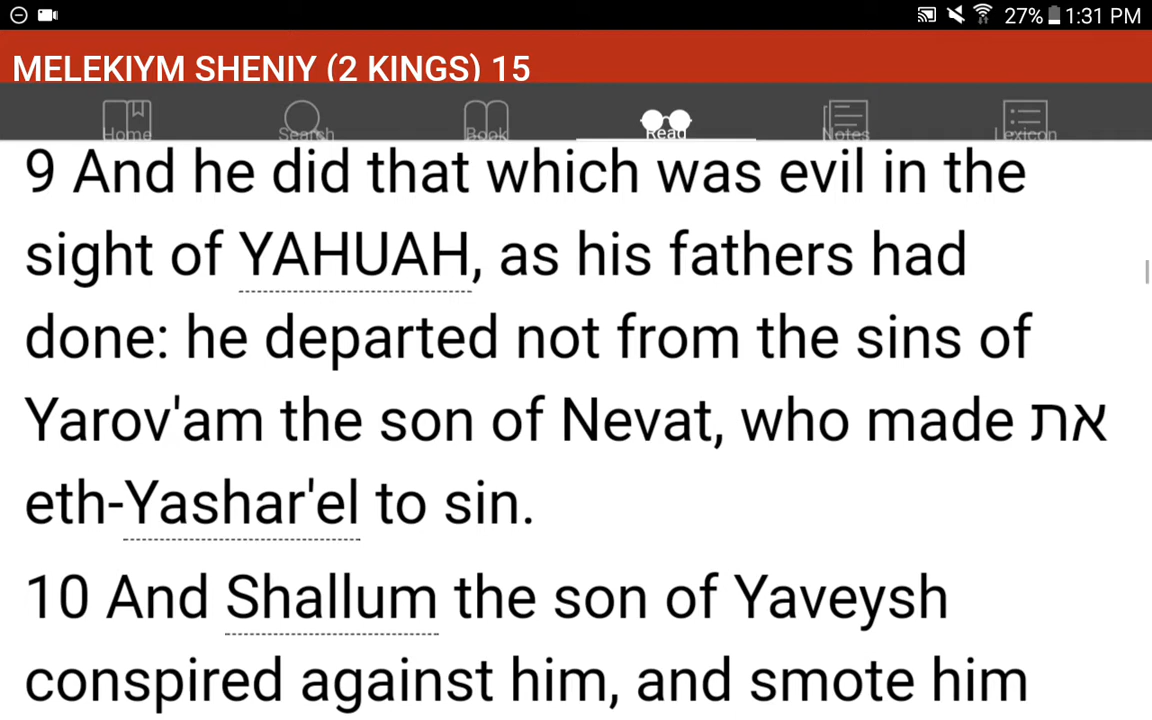 27% 1:31 PM
MELEKIYM SHENIY (2 KINGS) 15
Home Search Book Read Notes Lexicon
9 And he did that which was evil in the
sight of YAHUAH, as his fathers had
done: he departed not from the sins of
Yarov'am the son of Nevat, who made את
eth-Yashar'el to sin.
10 And Shallum the son of Yaveysh
conspired against him, and smote him